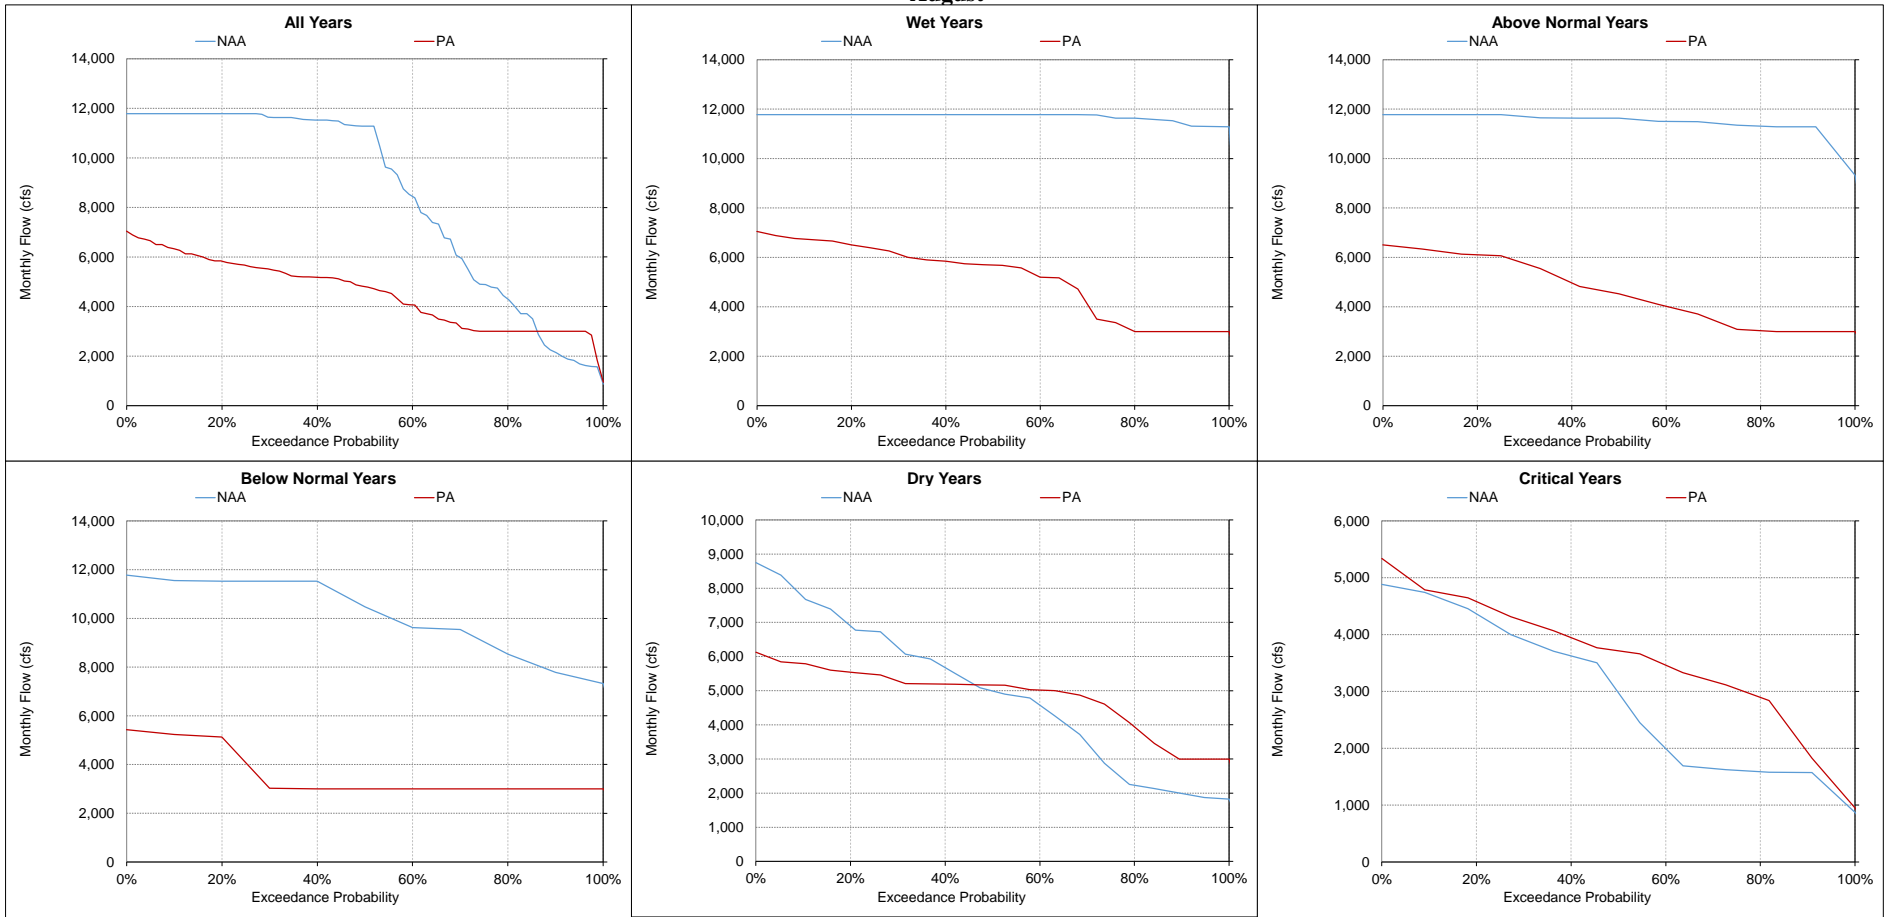 August
All Years
NAA PA
14,000
12,000
10,000
8,000
6,000
4,000
2,000
0
Monthly Flow (cfs)
0% 20% 40% 60% 80% 100%
Exceedance Probability
Wet Years
NAA PA
14,000
12,000
10,000
8,000
6,000
4,000
2,000
0
Monthly Flow (cfs)
0% 20% 40% 60% 80% 100%
Exceedance Probability
Above Normal Years
NAA PA
14,000
12,000
10,000
8,000
6,000
4,000
2,000
0
Monthly Flow (cfs)
0% 20% 40% 60% 80% 100%
Exceedance Probability
Below Normal Years
NAA PA
14,000
12,000
10,000
8,000
6,000
4,000
2,000
0
Monthly Flow (cfs)
0% 20% 40% 60% 80% 100%
Exceedance Probability
Dry Years
NAA PA
10,000
9,000
8,000
7,000
6,000
5,000
4,000
3,000
2,000
1,000
0
Monthly Flow (cfs)
0% 20% 40% 60% 80% 100%
Exceedance Probability
Critical Years
NAA PA
6,000
5,000
4,000
3,000
2,000
1,000
0
Monthly Flow (cfs)
0% 20% 40% 60% 80% 100%
Exceedance Probability